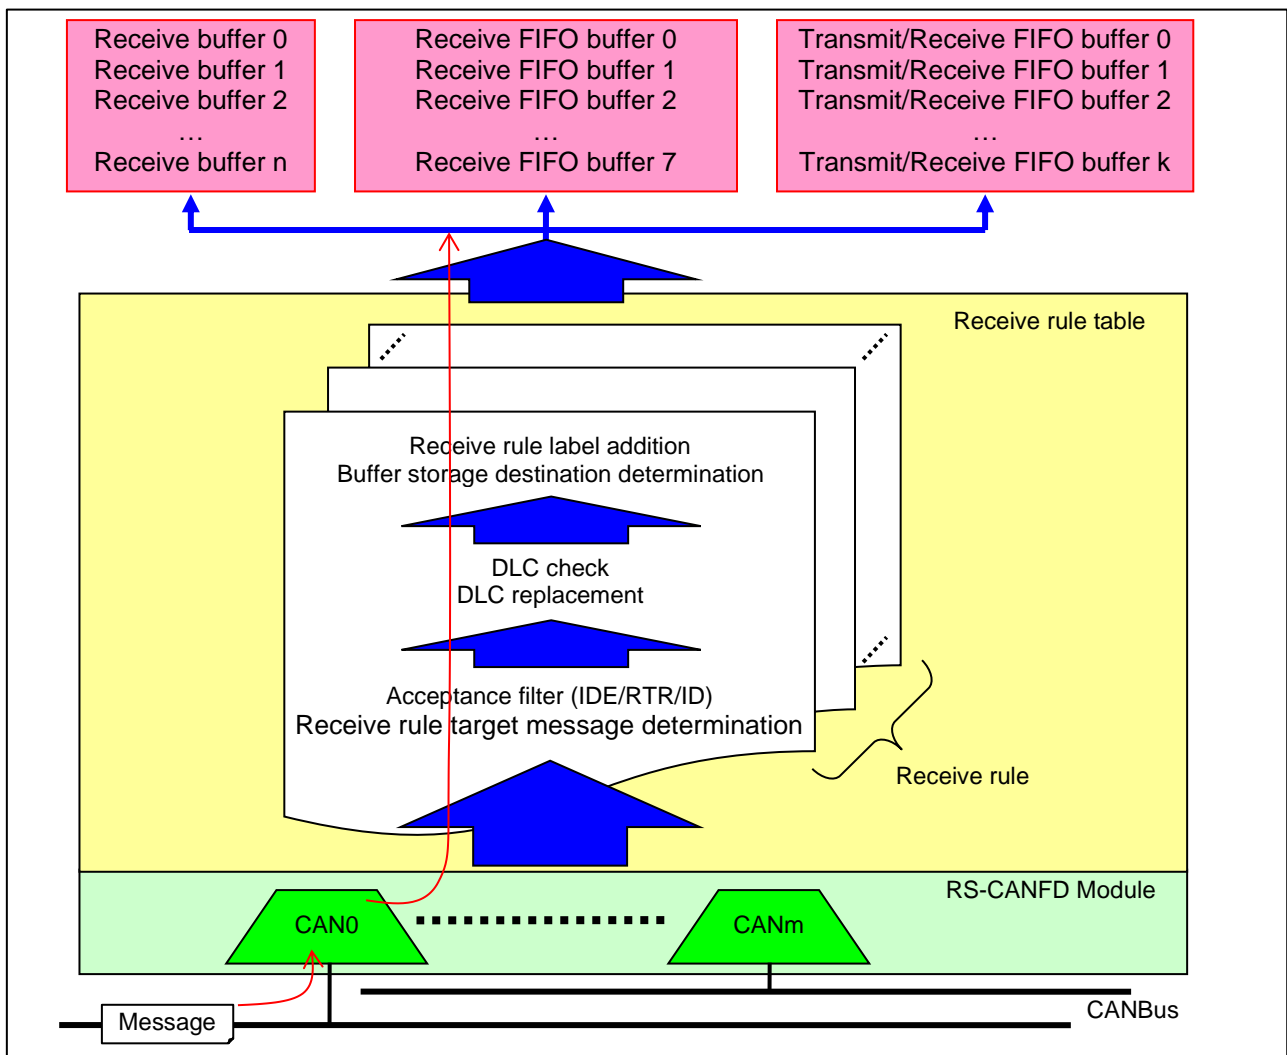 Receive buffer 0
Receive buffer 1
Receive buffer 2
…
Receive buffer n
Receive FIFO buffer 0
Receive FIFO buffer 1
Receive FIFO buffer 2
…
Receive FIFO buffer 7
Transmit/Receive FIFO buffer 0
Transmit/Receive FIFO buffer 1
Transmit/Receive FIFO buffer 2
…
Transmit/Receive FIFO buffer k
Receive rule table
Receive rule label addition
Buffer storage destination determination
DLC check
DLC replacement
Acceptance filter (IDE/RTR/ID)
Receive rule target message determination
Receive rule
RS-CANFD Module
CAN0
CANm
CANBus
Message